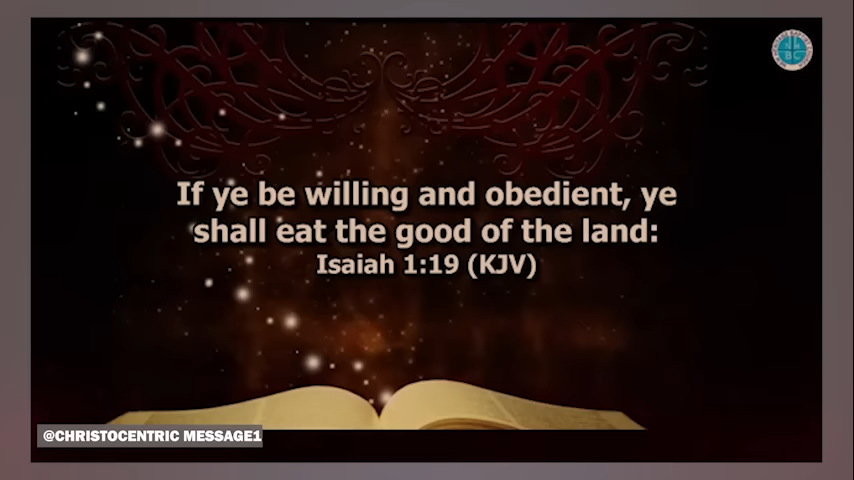 If ye be willing and obedient, ye
shall eat the good of the land:
Isaiah 1:19 (KJV)
@CHRISTOCENTRIC MESSAGE1